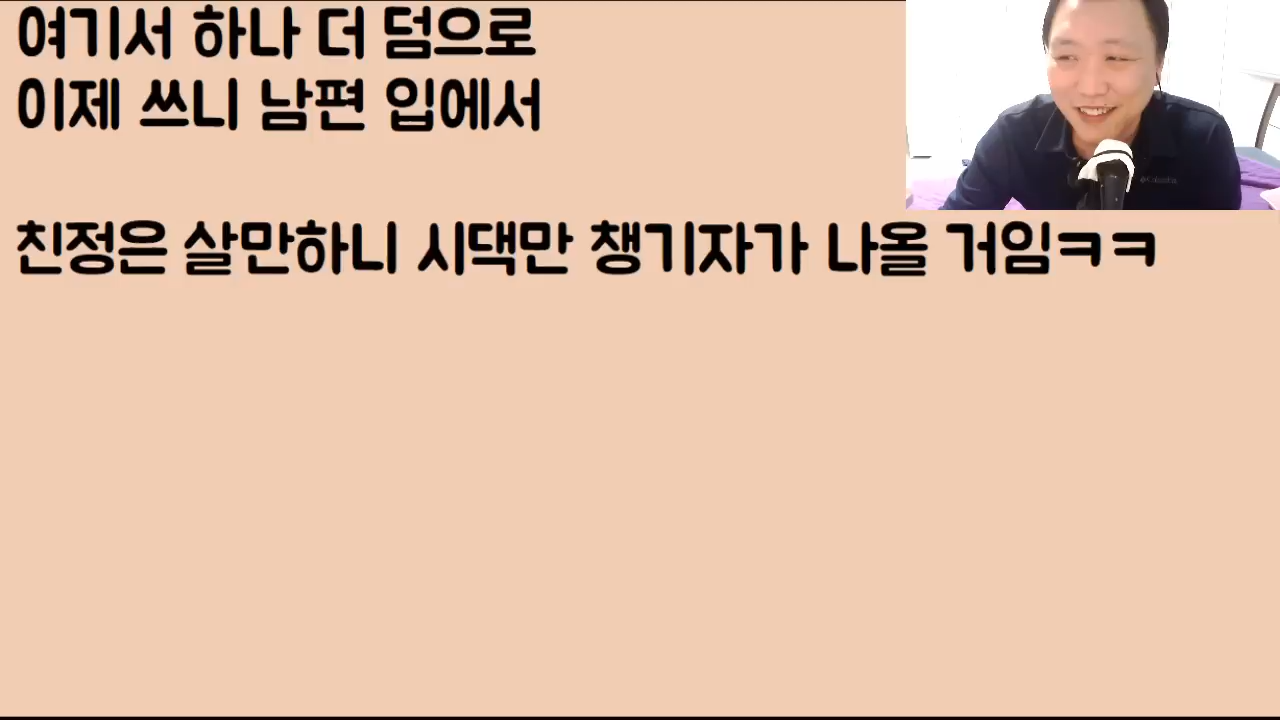 여기서 하나 더 덤으로
이제 쓰니 남편 입에서
친정은 살만하니 시댁만 챙기자가 나올 거임ㅋㅋ
Columbia